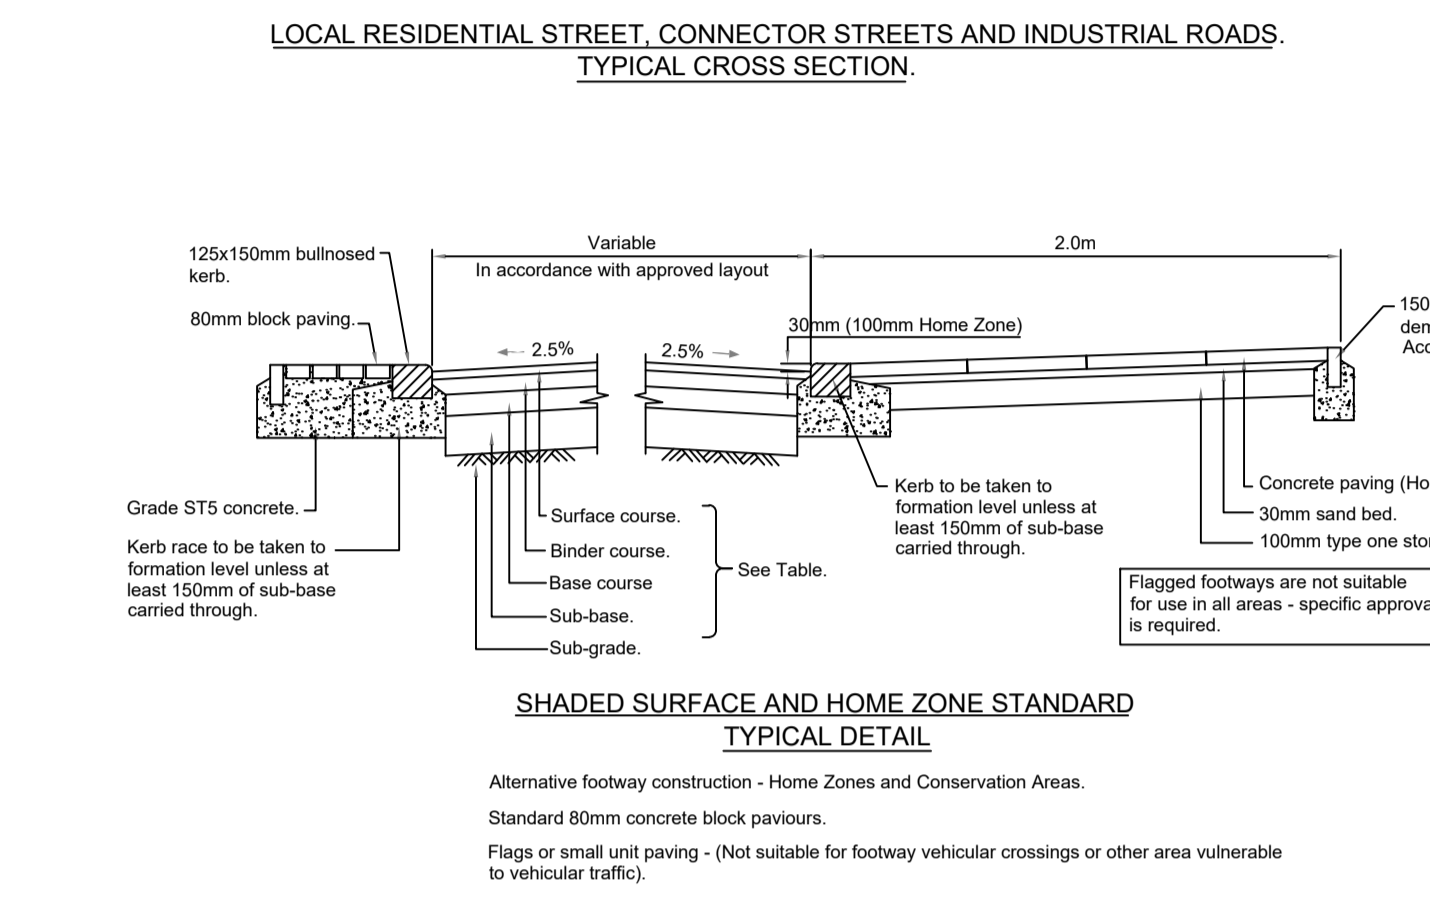 LOCAL RESIDENTIAL STREET, CONNECTOR STREETS AND INDUSTRIAL ROADS.
TYPICAL CROSS SECTION.
125x150mm bullnosed
kerb.
80mm block paving.
Variable
In accordance with approved layout
2.0m
30mm (100mm Home Zone)
2.5%
2.5%
150
Grade ST5 concrete.
Kerb race to be taken to
formation level unless at
least 150mm of sub-base
carried through.
Surface course.
Binder course.
Base course
Sub-base.
Sub-grade.
See Table.
Kerb to be taken to
formation level unless at
least 150mm of sub-base
carried through.
Concrete paving
30mm sand bed.
100mm type one
Flagged footways are not suitable
for use in all areas - specific
is required.
SHADED SURFACE AND HOME ZONE STANDARD
TYPICAL DETAIL
Alternative footway construction - Home Zones and Conservation Areas.
Standard 80mm concrete block paviours.
Flags or small unit paving - (Not suitable for footway vehicular crossings or other area vulnerable
to vehicular traffic).